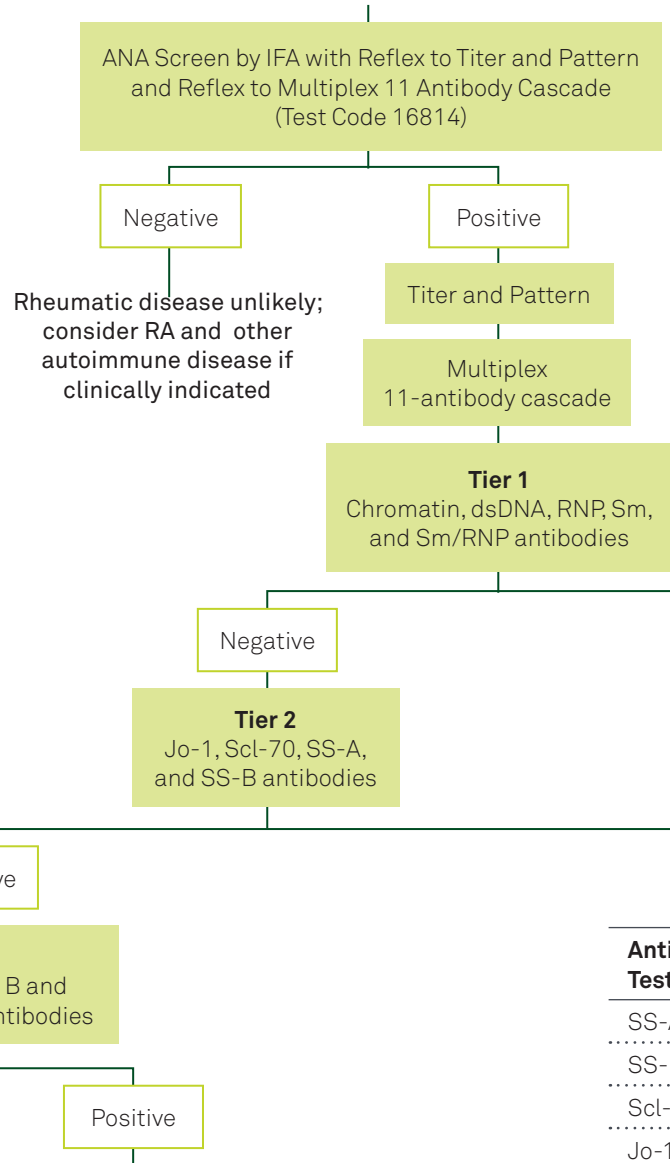 ANA Screen by IFA with Reflex to Titer and Pattern
and Reflex to Multiplex 11 Antibody Cascade
(Test Code 16814)
Negative
Positive
Rheumatic disease unlikely;
consider RA and other
autoimmune disease if
clinically indicated
Titer and Pattern
Multiplex
11-antibody cascade
Tier 1
Chromatin, dsDNA, RNP, Sm,
and Sm/RNP antibodies
Negative
Tier 2
Jo-1, Scl-70, SS-A,
and SS-B antibodies
B and
Positive